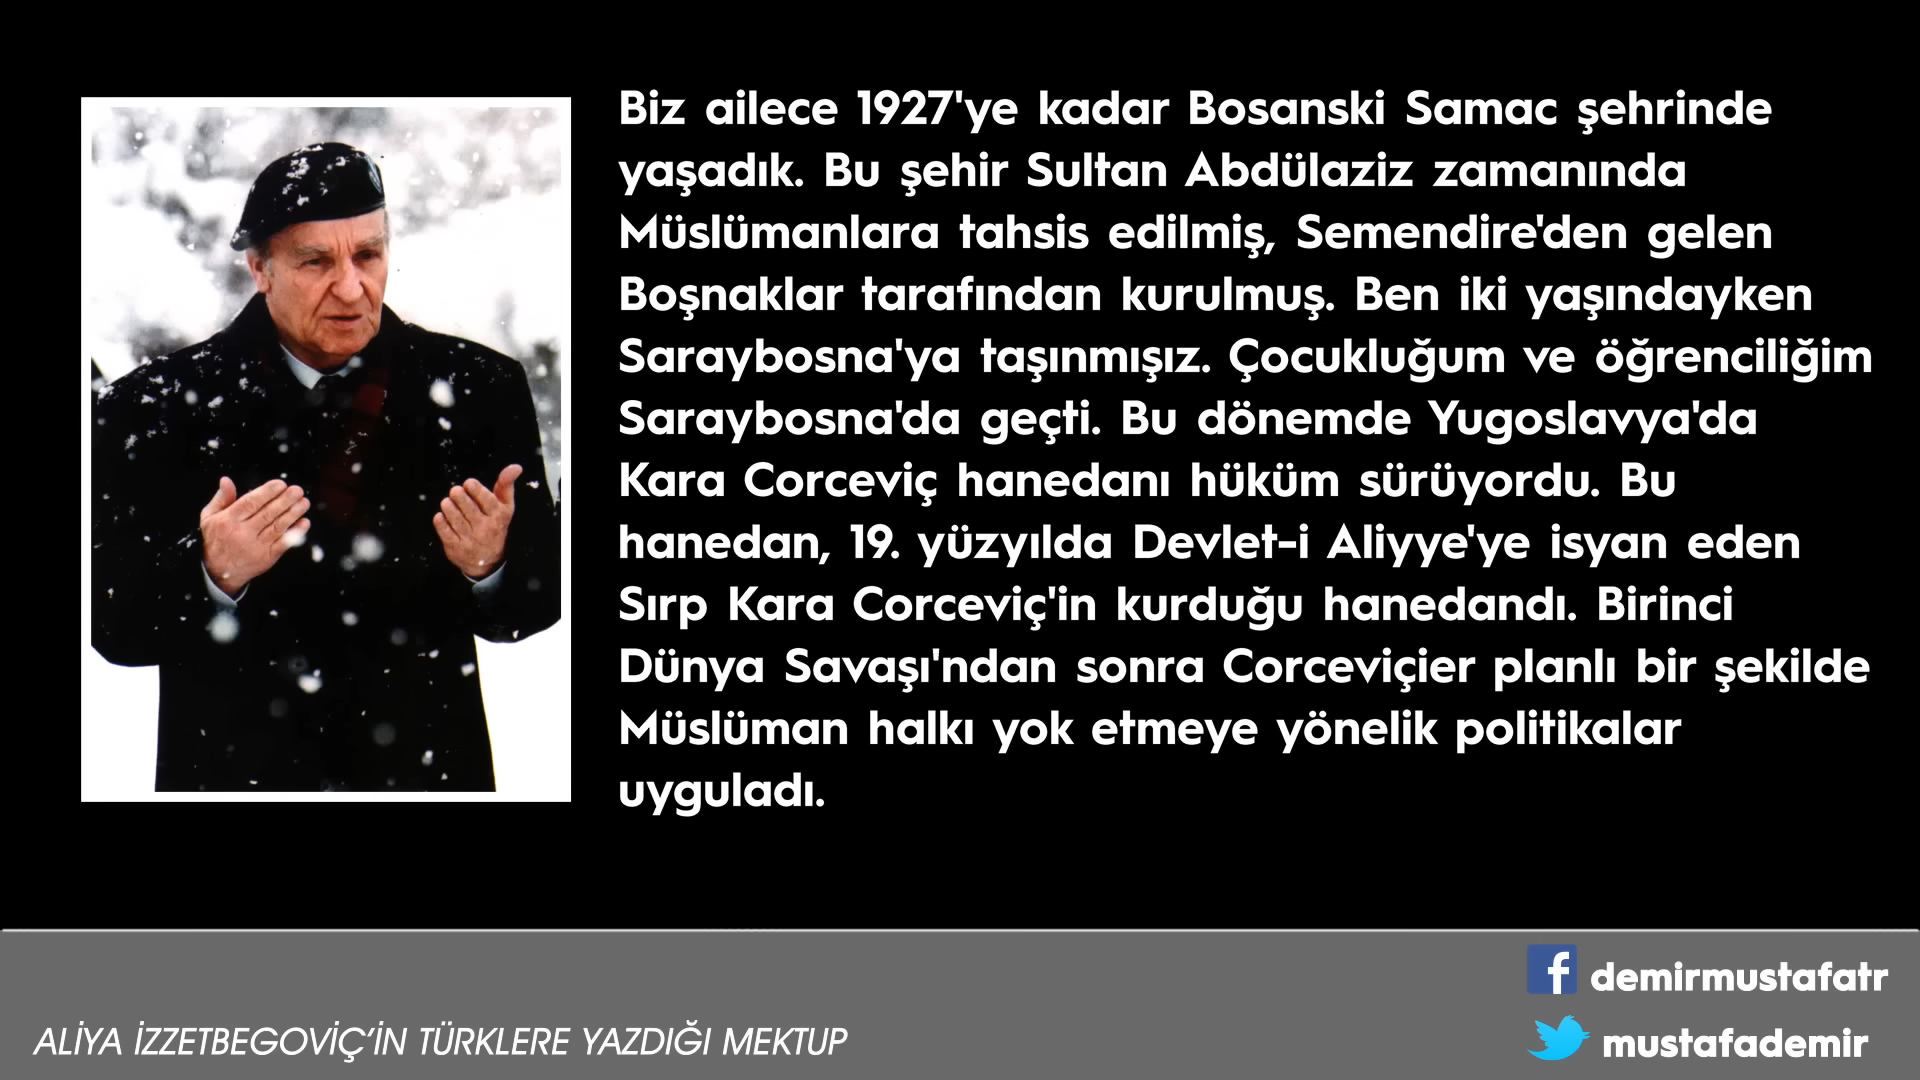 Biz ailece 1927'ye kadar Bosanski Samac şehrinde
yaşadık. Bu şehir Sultan Abdülaziz zamanında
Müslümanlara tahsis edilmiş, Semendire'den gelen
Boşnaklar tarafından kurulmuş. Ben iki yaşındayken
Saraybosna'ya taşınmışız. Çocukluğum ve öğrenciliğim
Saraybosna'da geçti. Bu dönemde Yugoslavya'da
Kara Corceviç hanedanı hüküm sürüyordu. Bu
hanedan, 19. yüzyılda Devlet-i Aliyye'ye isyan eden
Sırp Kara Corceviç'in kurduğu hanedandı. Birinci
Dünya Savaşı'ndan sonra Corceviçier planlı bir şekilde
Müslüman halkı yok etmeye yönelik politikalar
uyguladı.
ALİYA İZZETBEGOVİÇ’İN TÜRKLERE YAZDIĞI MEKTUP
f demirmustafatr
mustafademir